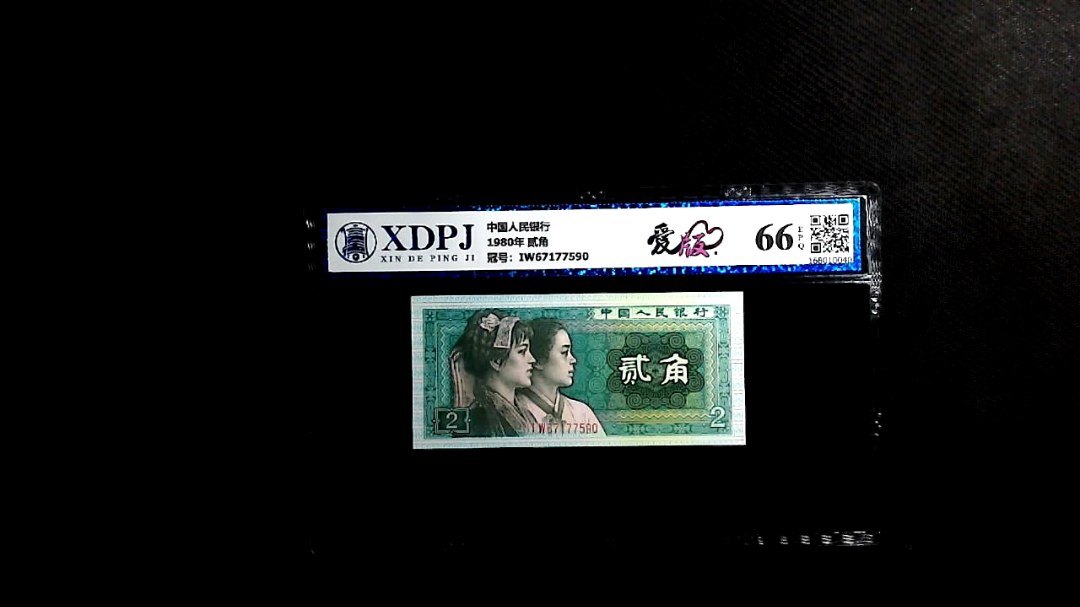 XDPJ
XIN DE PING JI
中国人民银行
1980年 贰角
冠号：IW67177590
爱版
66
EPQ
中国人民银行
贰角
2
2
IW67177590